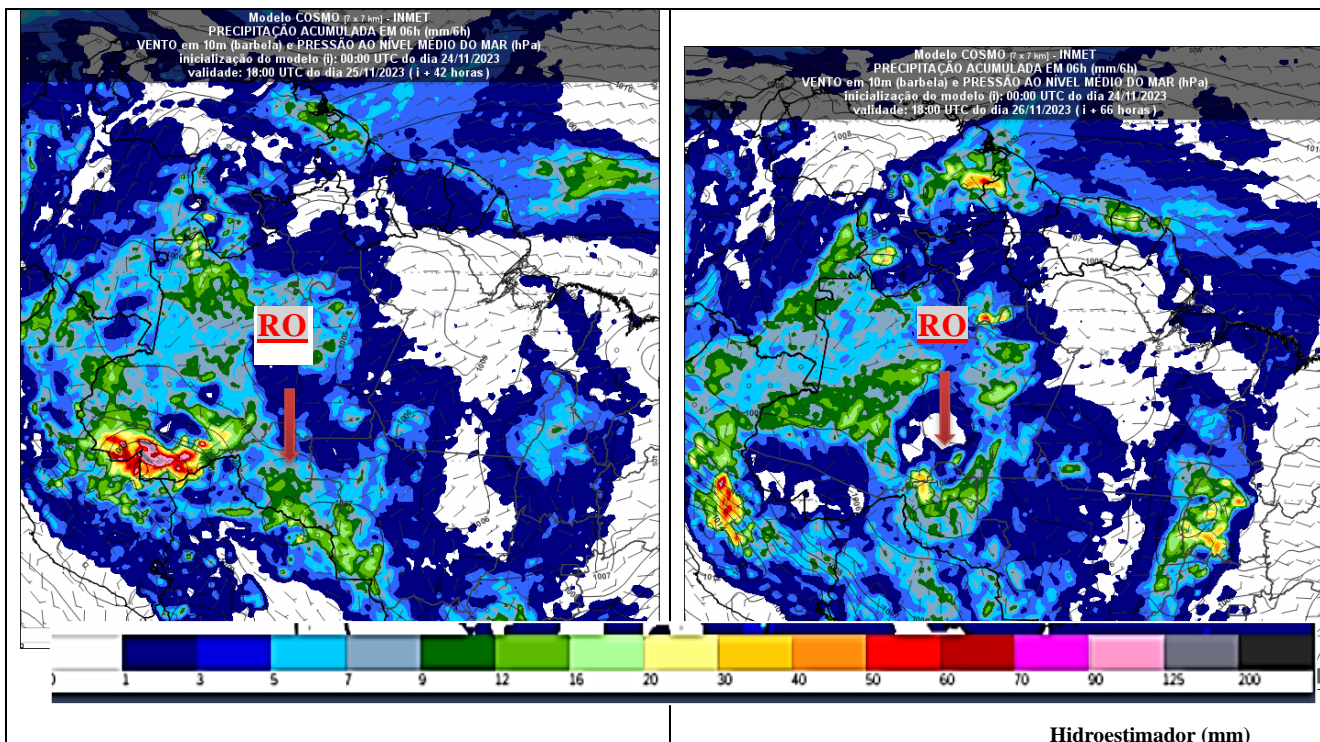 Modelo COSMO [7 x 7 km] - INMET
PRECIPITAÇÃO ACUMULADA EM 06h (mm/6h)
VENTO em 10m (barbela) e PRESSÃO AO NÍVEL MÉDIO DO MAR (hPa)
inicialização do modelo (i): 00:00 UTC do dia 24/11/2023
validade: 18:00 UTC do dia 25/11/2023 ( i + 42 horas )
1010
1006
RO
1007
Modelo COSMO [7 x 7 km] - INMET
PRECIPITAÇÃO ACUMULADA EM 06h (mm/6h)
VENTO em 10m (barbela) e PRESSÃO AO NÍVEL MÉDIO DO MAR (hPa)
inicialização do modelo (i): 00:00 UTC do dia 24/11/2023
validade: 18:00 UTC do dia 26/11/2023 ( i + 66 horas )
1008
RO
1 3 5 7 9 12 16 20 30 40 50 60 70 90 125 200
Hidroestimador (mm)